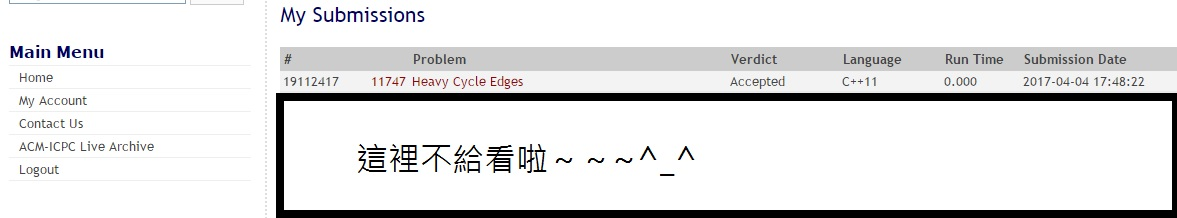 My Submissions
Main Menu
Home
My Account
Contact Us
ACM-ICPC Live Archive
Logout
# Problem Verdict Language Run Time Submission Date
19112417 11747 Heavy Cycle Edges Accepted C++11 0.000 2017-04-04 17:48:22
這裡不給看啦～～～^_^